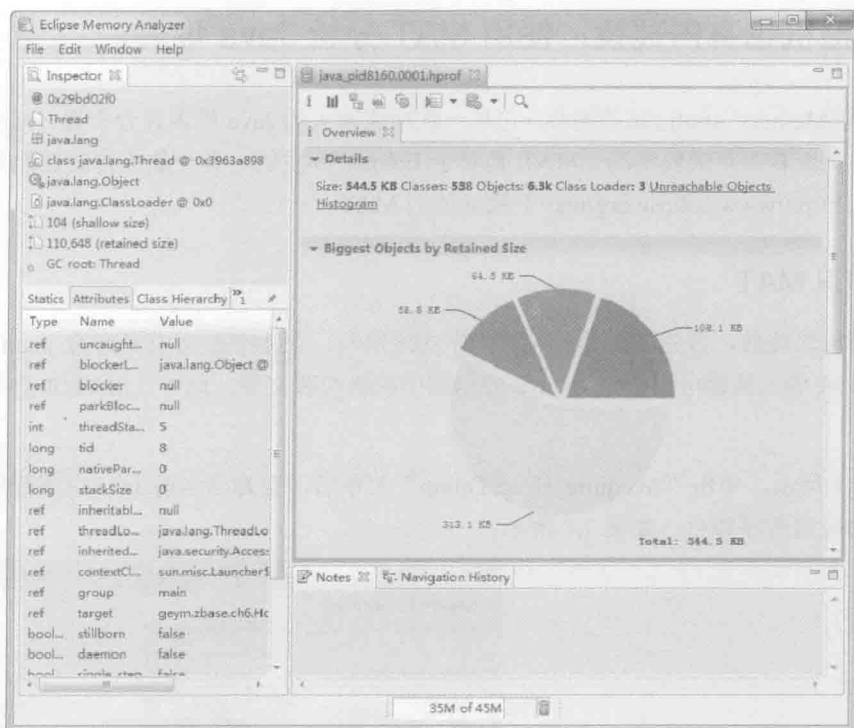 Eclipse Memory Analyzer
File Edit Window Help
Inspector
@ 0x29bd02f0
Thread
java.lang
class java.lang.Thread @ 0x3963a898
java.lang.Object
java.lang.ClassLoader @ 0x0
104 (shallow size)
110,648 (retained size)
GC root: Thread
Statics Attributes Class Hierarchy »1
Type Name Value
ref uncaught... null
ref blockerL... java.lang.Object @
ref blocker null
ref parkBloc... null
int threadSta... 5
long tid 8
long nativePar... 0
long stackSize 0
ref inheritabl... null
ref threadLo... java.lang.ThreadLo
ref inherited... java.security.Access
ref contextCl... sun.misc.Launcher$
ref group main
ref target geym.zbase.ch6.Ho
bool... stillborn false
bool... daemon false
bool... single_step false
java_pid8160.0001.hprof
i Overview
Details
Size: 544.5 KB Classes: 538 Objects: 6.3k Class Loader: 3 Unreachable Objects
Histogram
Biggest Objects by Retained Size
64.5 KB
58.8 KB
108.1 KB
313.1 KB
Total: 544.5 KB
Notes Navigation History
35M of 45M